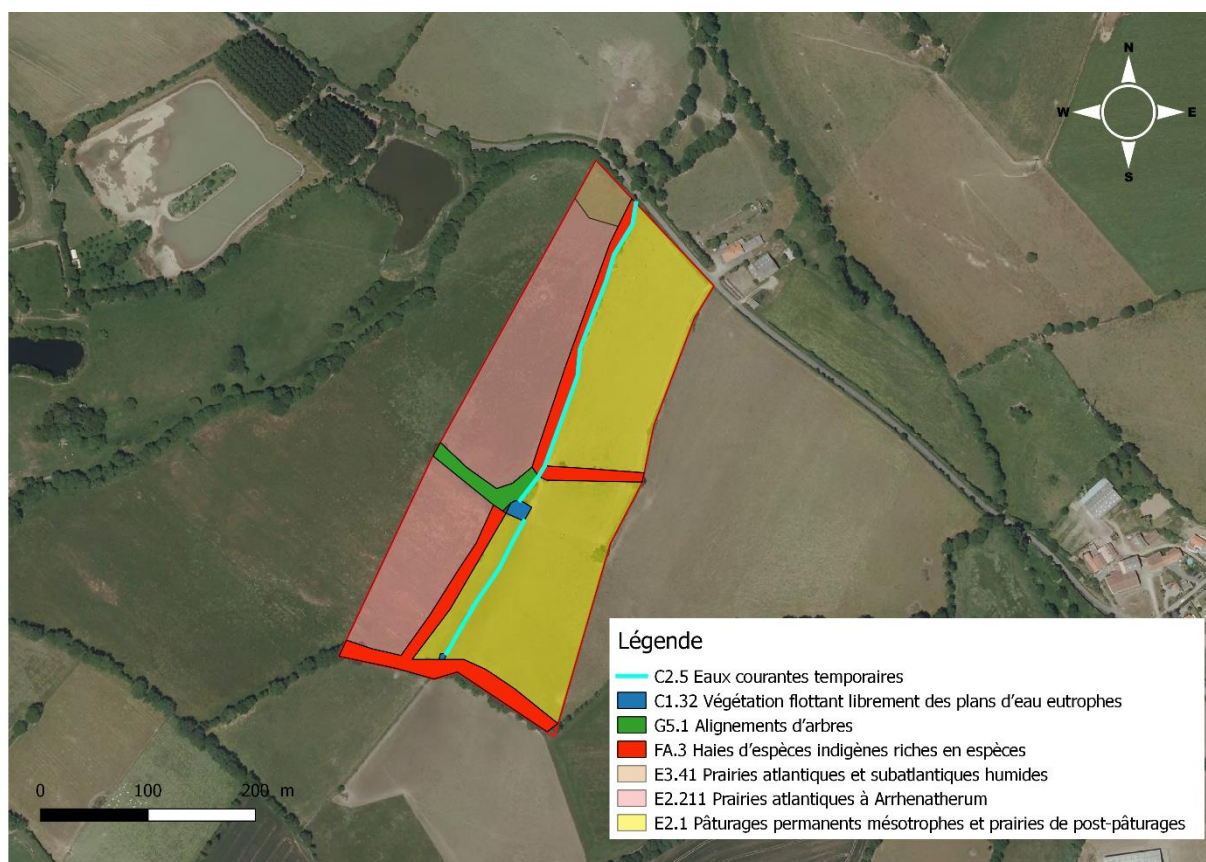 N
W E
S
Légende
C2.5 Eaux courantes temporaires
C1.32 Végétation flottant librement des plans d'eau eutrophes
G5.1 Alignements d'arbres
FA.3 Haies d'espèces indigènes riches en espèces
E3.41 Prairies atlantiques et subatlantiques humides
E2.211 Prairies atlantiques à Arrhenatherum
E2.1 Pâturages permanents mésotrophes et prairies de post-pâturages
0 100 200 m